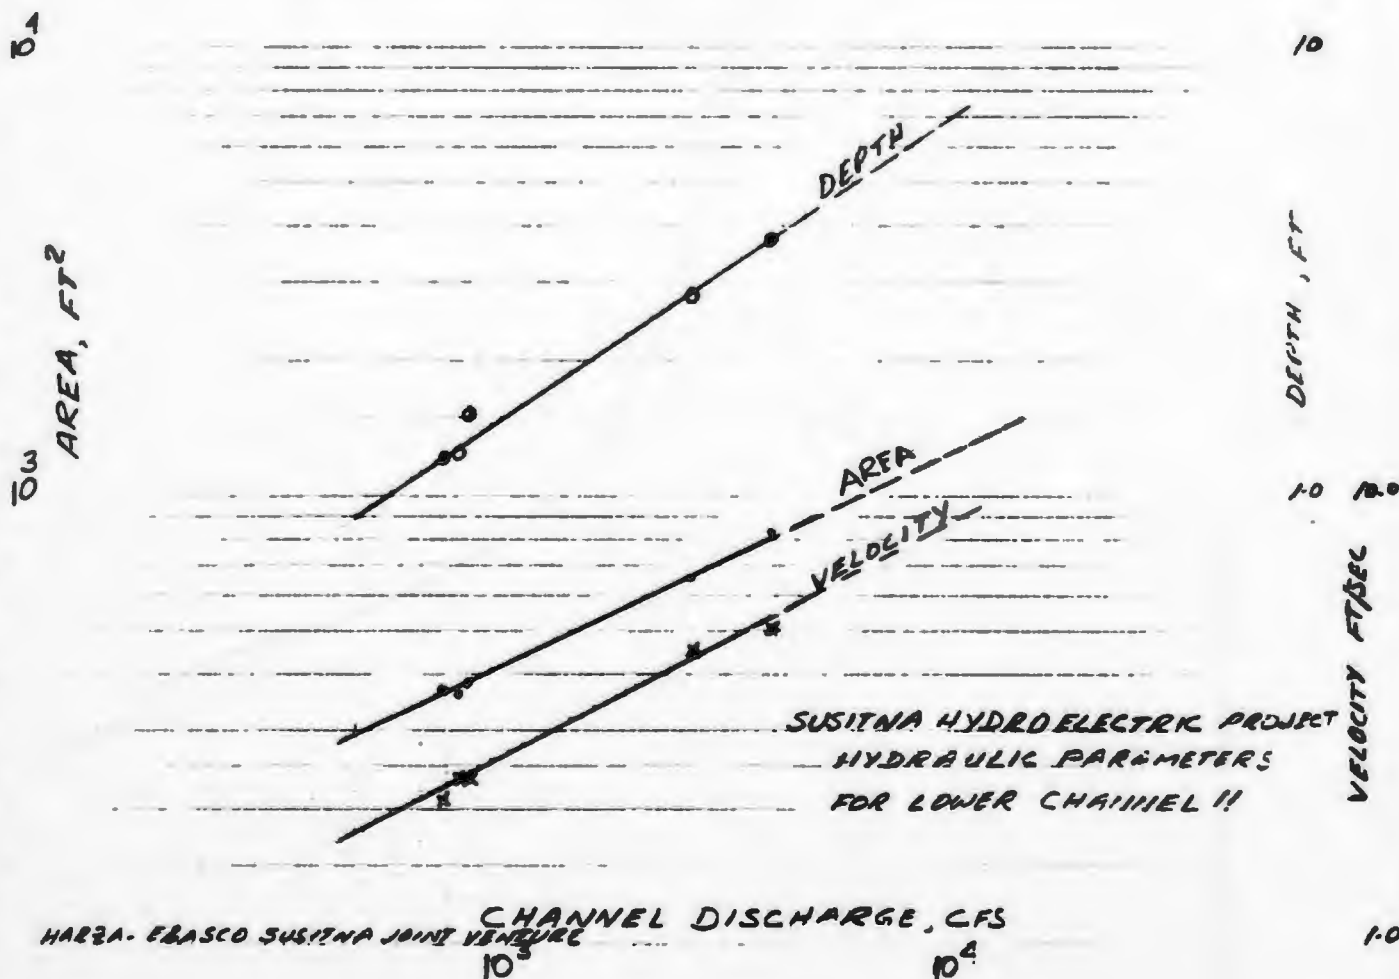 10⁴
10
DEPTH
AREA, FT²
DEPTH, FT
10³
AREA
1.0 10.0
VELOCITY
VELOCITY FT/SEC
SUSITNA HYDROELECTRIC PROJECT
HYDRAULIC PARAMETERS
FOR LOWER CHANNEL II
CHANNEL DISCHARGE, CFS
HARZA-EBASCO SUSITNA JOINT VENTURE
10³
10⁴
1.0